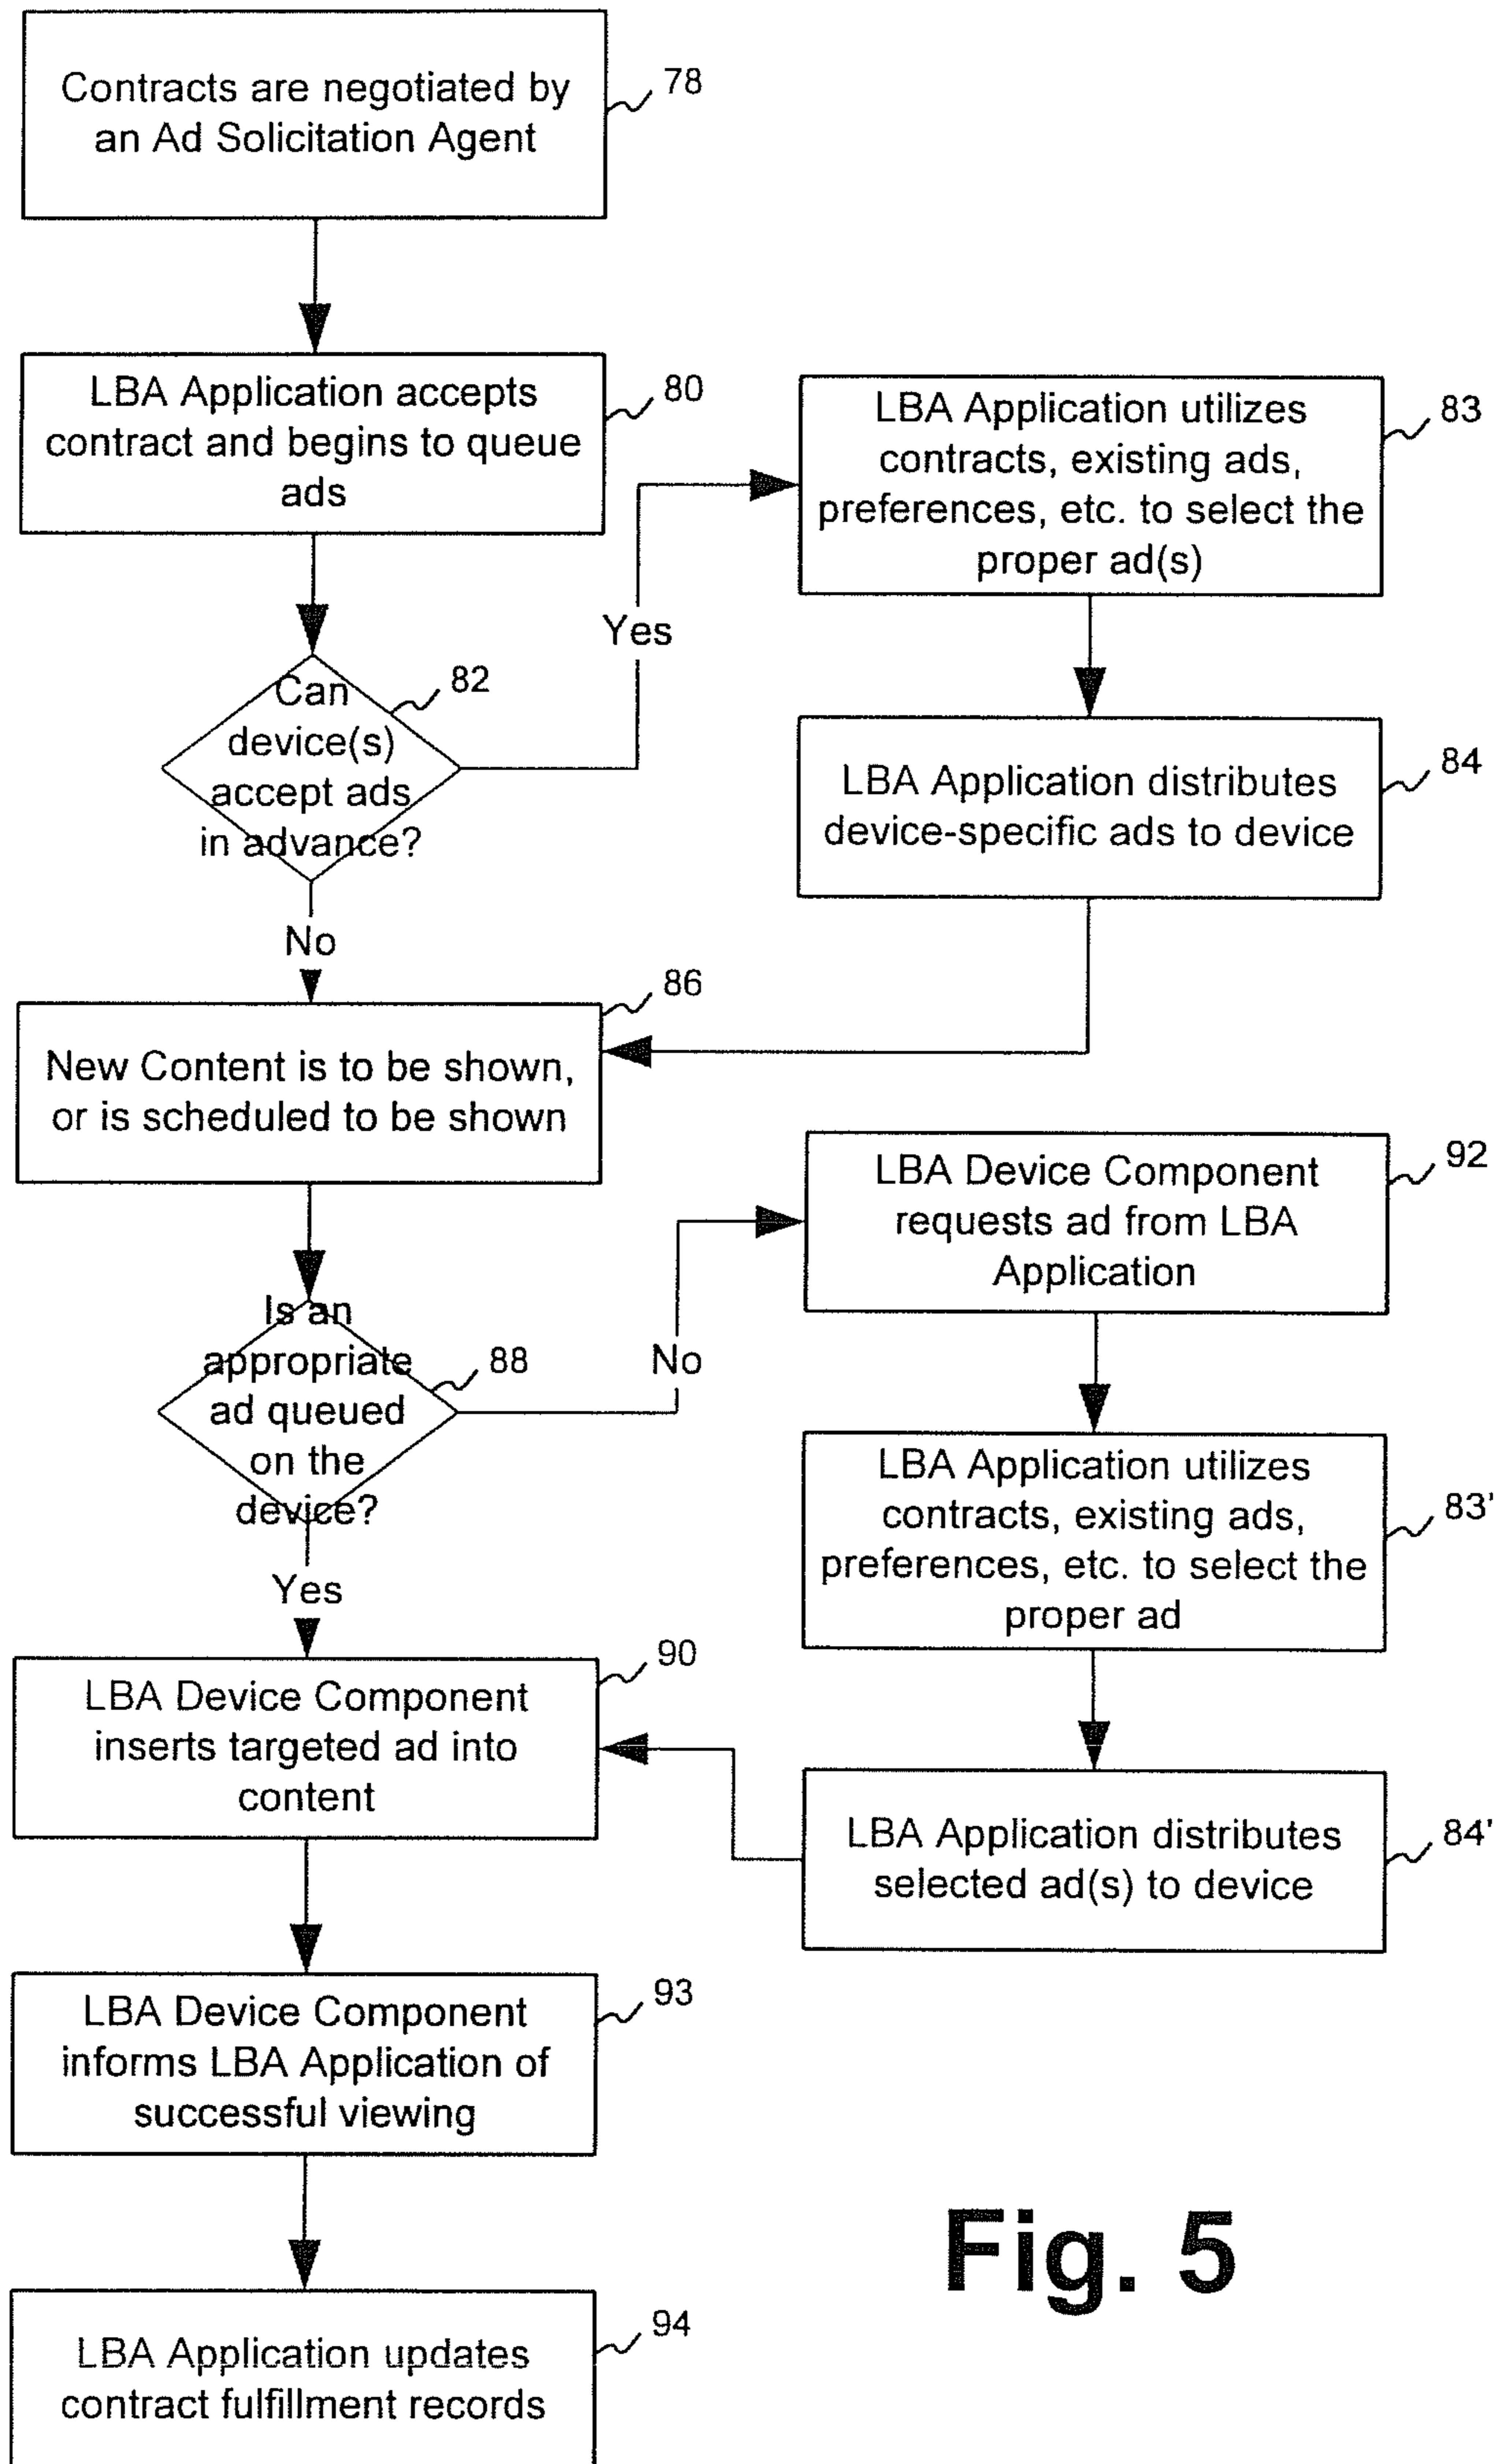 Contracts are negotiated by
an Ad Solicitation Agent
78
LBA Application accepts
contract and begins to queue
ads
80
Can
device(s)
accept ads
in advance?
82
Yes
LBA Application utilizes
contracts, existing ads,
preferences, etc. to select the
proper ad(s)
83
LBA Application distributes
device-specific ads to device
84
No
New Content is to be shown,
or is scheduled to be shown
86
Is an
appropriate
ad queued
on the
device?
88
No
LBA Device Component
requests ad from LBA
Application
92
LBA Application utilizes
contracts, existing ads,
preferences, etc. to select the
proper ad
83'
LBA Application distributes
selected ad(s) to device
84'
Yes
LBA Device Component
inserts targeted ad into
content
90
LBA Device Component
informs LBA Application of
successful viewing
93
LBA Application updates
contract fulfillment records
94
Fig. 5